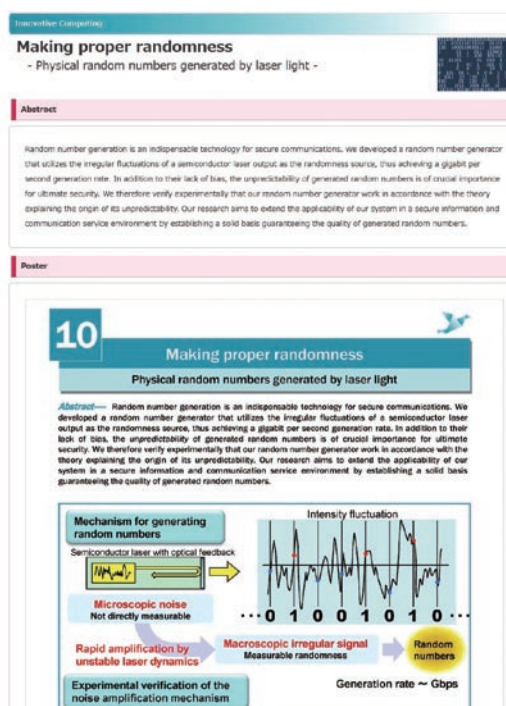 Innovative Computing
Making proper randomness
- Physical random numbers generated by laser light -
Abstract
Random number generation is an indispensable technology for secure communications. We developed a random number generator
that utilizes the irregular fluctuations of a semiconductor laser output as the randomness source, thus achieving a gigabit per
second generation rate. In addition to their lack of bias, the unpredictability of generated random numbers is of crucial importance
for ultimate security. We therefore verify experimentally that our random number generator work in accordance with the theory
explaining the origin of its unpredictability. Our research aims to extend the applicability of our system in a secure information and
communication service environment by establishing a solid basis guaranteeing the quality of generated random numbers.
Poster
10
Making proper randomness
Physical random numbers generated by laser light
Abstract— Random number generation is an indispensable technology for secure communications. We
developed a random number generator that utilizes the irregular fluctuations of a semiconductor laser
output as the randomness source, thus achieving a gigabit per second generation rate. In addition to their
lack of bias, the unpredictability of generated random numbers is of crucial importance for ultimate
security. We therefore verify experimentally that our random number generator work in accordance with the
theory explaining the origin of its unpredictability. Our research aims to extend the applicability of our
system in a secure information and communication service environment by establishing a solid basis
guaranteeing the quality of generated random numbers.
Mechanism for generating
random numbers
Semiconductor laser with optical feedback
Intensity fluctuation
Microscopic noise
Not directly measurable
··· 0 1 0 0 1 0 1 0 ···
Rapid amplification by
unstable laser dynamics
Macroscopic irregular signal
Measurable randomness
Random
numbers
Experimental verification of the
noise amplification mechanism
Generation rate ~ Gbps